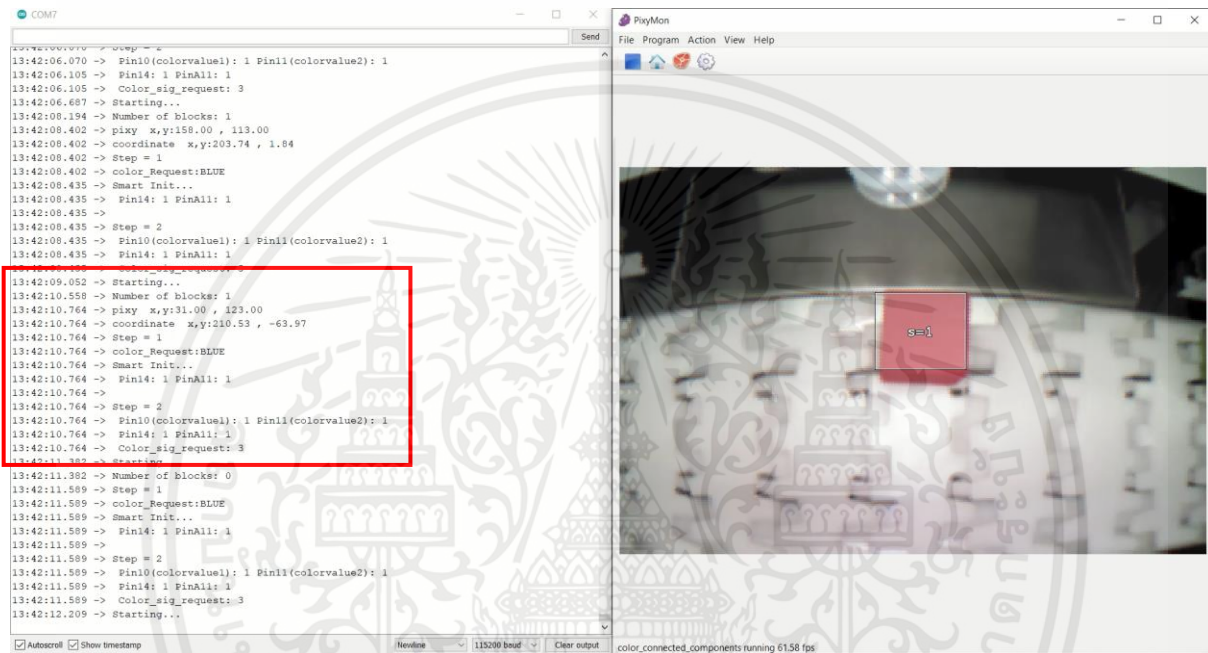 COM7
Send
13:42:06.070 -> Step = 2
13:42:06.070 ->  Pin10(colorvalue1): 1 Pin11(colorvalue2): 1
13:42:06.105 ->  Pin14: 1 PinA11: 1
13:42:06.105 ->  Color_sig_request: 3
13:42:06.687 -> Starting...
13:42:08.194 -> Number of blocks: 1
13:42:08.402 -> pixy  x,y:158.00 , 113.00
13:42:08.402 -> coordinate  x,y:203.74 , 1.84
13:42:08.402 -> Step = 1
13:42:08.402 -> color_Request:BLUE
13:42:08.435 -> Smart Init...
13:42:08.435 ->  Pin14: 1 PinA11: 1
13:42:08.435 ->
13:42:08.435 -> Step = 2
13:42:08.435 ->  Pin10(colorvalue1): 1 Pin11(colorvalue2): 1
13:42:08.435 ->  Pin14: 1 PinA11: 1
Color_sig_request: 3
13:42:09.052 -> Starting...
13:42:10.558 -> Number of blocks: 1
13:42:10.764 -> pixy  x,y:31.00 , 123.00
13:42:10.764 -> coordinate  x,y:210.53 , -63.97
13:42:10.764 -> Step = 1
13:42:10.764 -> color_Request:BLUE
13:42:10.764 -> Smart Init...
13:42:10.764 ->  Pin14: 1 PinA11: 1
13:42:10.764 ->
13:42:10.764 -> Step = 2
13:42:10.764 ->  Pin10(colorvalue1): 1 Pin11(colorvalue2): 1
13:42:10.764 ->  Pin14: 1 PinA11: 1
13:42:10.764 ->  Color_sig_request: 3
13:42:11.382 -> Starting...
13:42:11.382 -> Number of blocks: 0
13:42:11.589 -> Step = 1
13:42:11.589 -> color_Request:BLUE
13:42:11.589 -> Smart Init...
13:42:11.589 ->  Pin14: 1 PinA11: 1
13:42:11.589 ->
13:42:11.589 -> Step = 2
13:42:11.589 ->  Pin10(colorvalue1): 1 Pin11(colorvalue2): 1
13:42:11.589 ->  Pin14: 1 PinA11: 1
13:42:11.589 ->  Color_sig_request: 3
13:42:12.209 -> Starting...
Autoscroll Show timestamp
Newline
115200 baud
Clear output
PixyMon
File Program Action View Help
s=1
color_connected_components running 61.58 fps